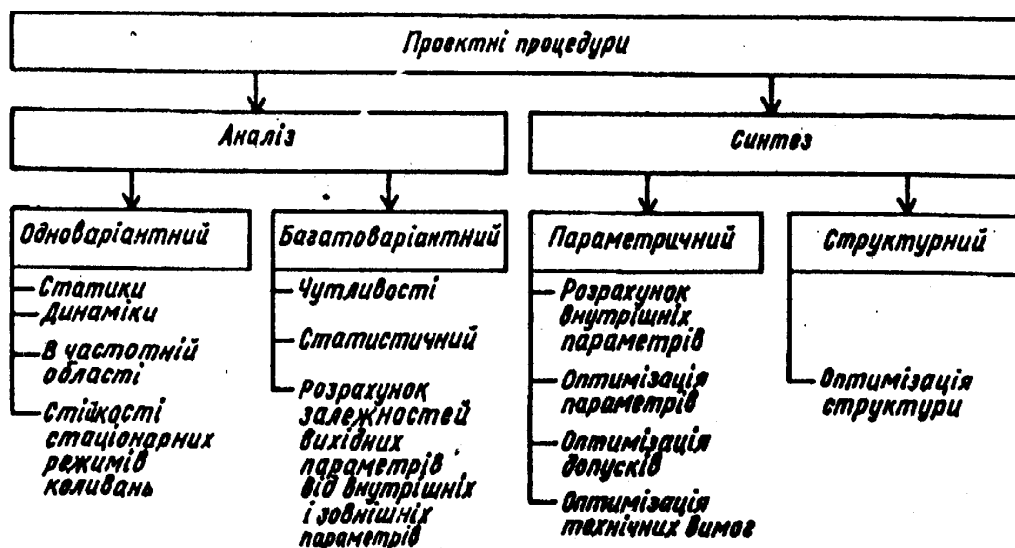 Проектні процедури
Аналіз
Синтез
Одноваріантний
Багатоваріантний
Параметричний
Структурний
Статики
Динаміки
В частотній
області
Стійкості
стаціонарних
режимів
коливань
Чутливості
Статистичний
Розрахунок
залежностей
вихідних
параметрів
від внутрішніх
і зовнішніх
параметрів
Розрахунок
внутрішніх
параметрів
Оптимізація
параметрів
Оптимізація
допусків
Оптимізація
технічних вимог
Оптимізація
структури